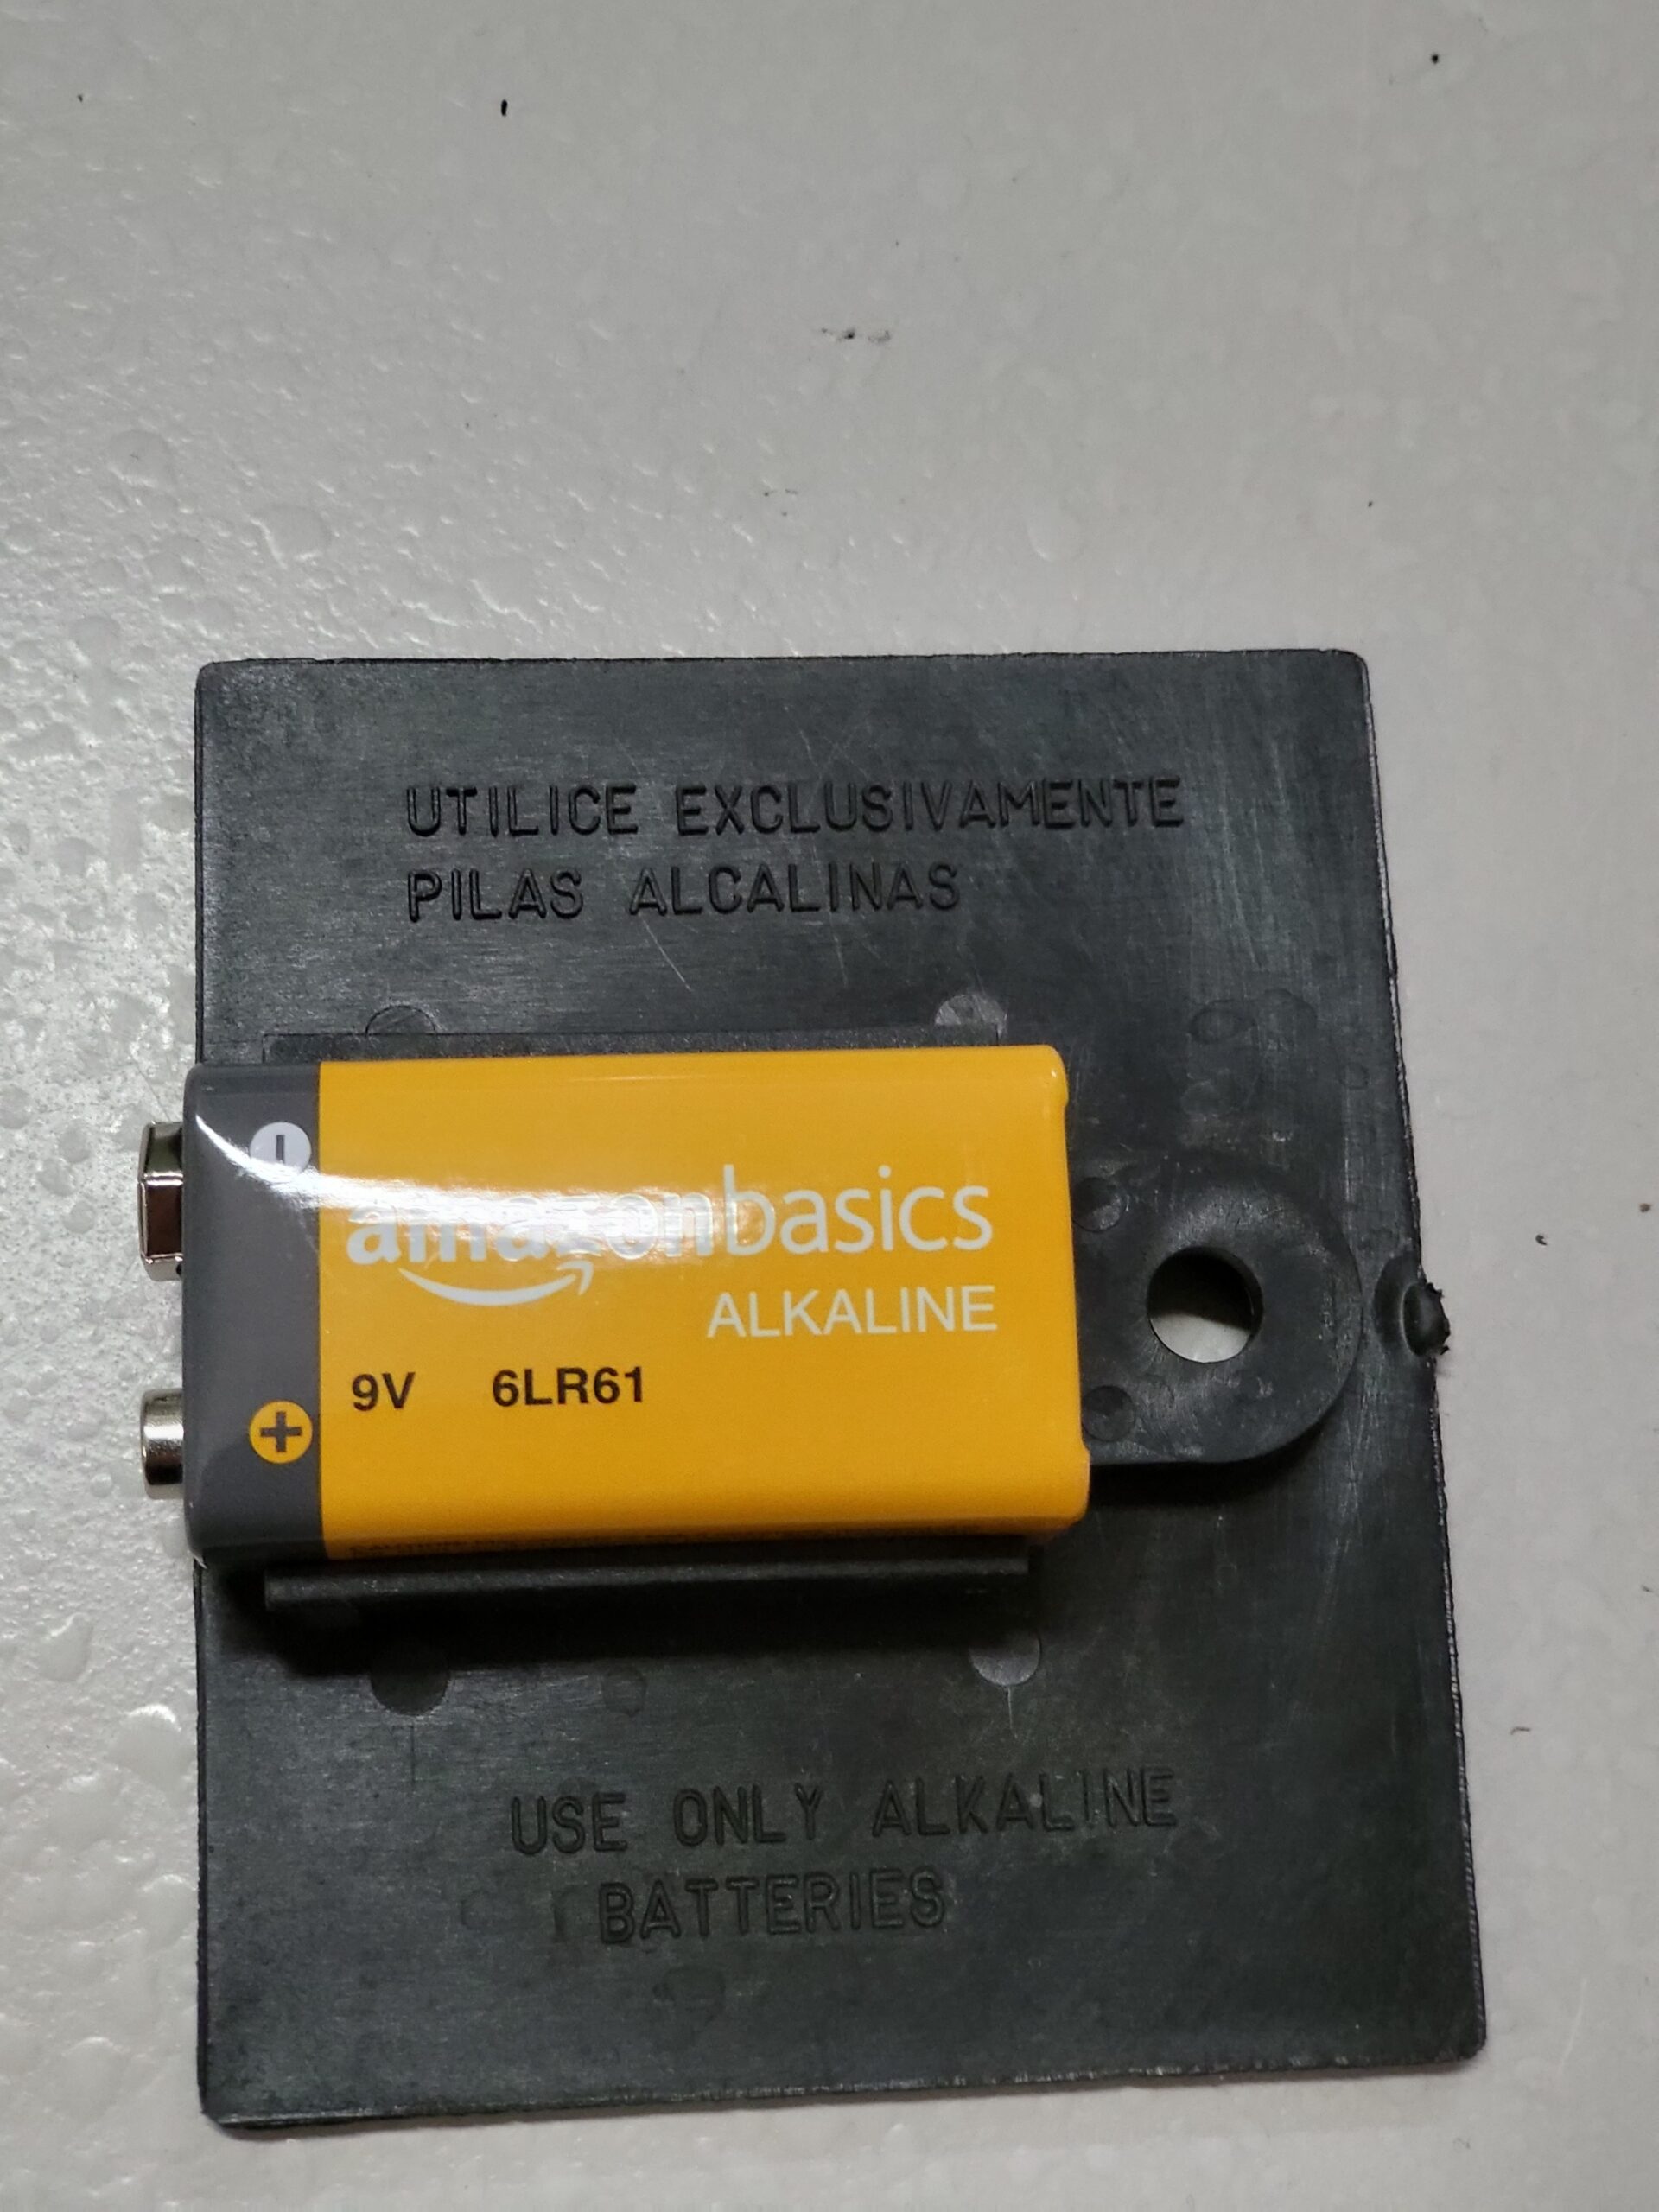 UTILICE EXCLUSIVAMENTE
PILAS ALCALINAS
amazonbasics
ALKALINE
9V 6LR61
USE ONLY ALKALINE
BATTERIES